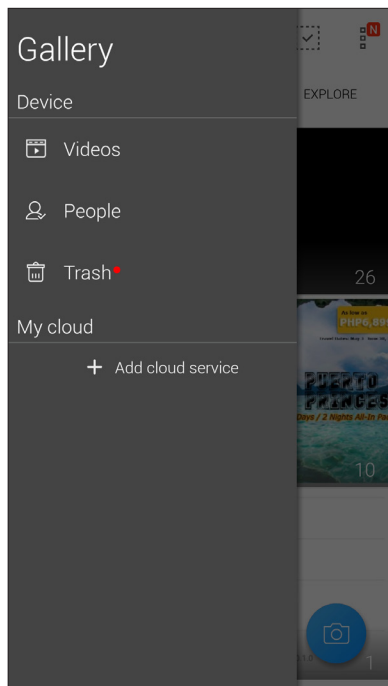 Gallery
N
EXPLORE
Device
Videos
People
26
Trash
As low as
PHP6,89
My cloud
Add cloud service
PUERTO
PRINCES
Days / 2 Nights All-In Pa
10
1